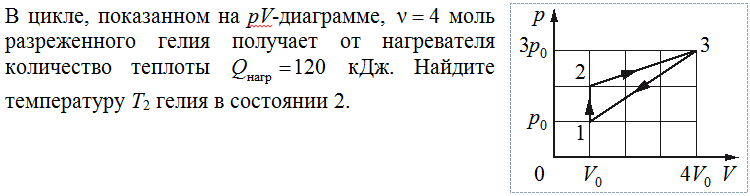 В цикле, показанном на pV-диаграмме, ν = 4 моль
разреженного гелия получает от нагревателя
количество теплоты Qнагр = 120 кДж. Найдите
температуру T2 гелия в состоянии 2.
p
3p0
3
2
p0
1
0
V0
4V0
V